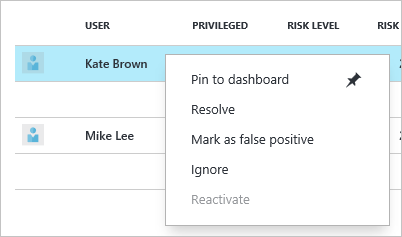 USER PRIVILEGED RISK LEVEL RISK
Kate Brown
Pin to dashboard
Resolve
Mark as false positive
Mike Lee
Ignore
Reactivate